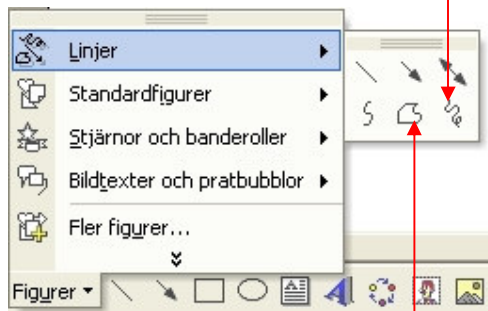 Linjer
Standardfigurer
Stjärnor och banderoller
Bildtexter och pratbubblor
Fler figurer...
Figurer